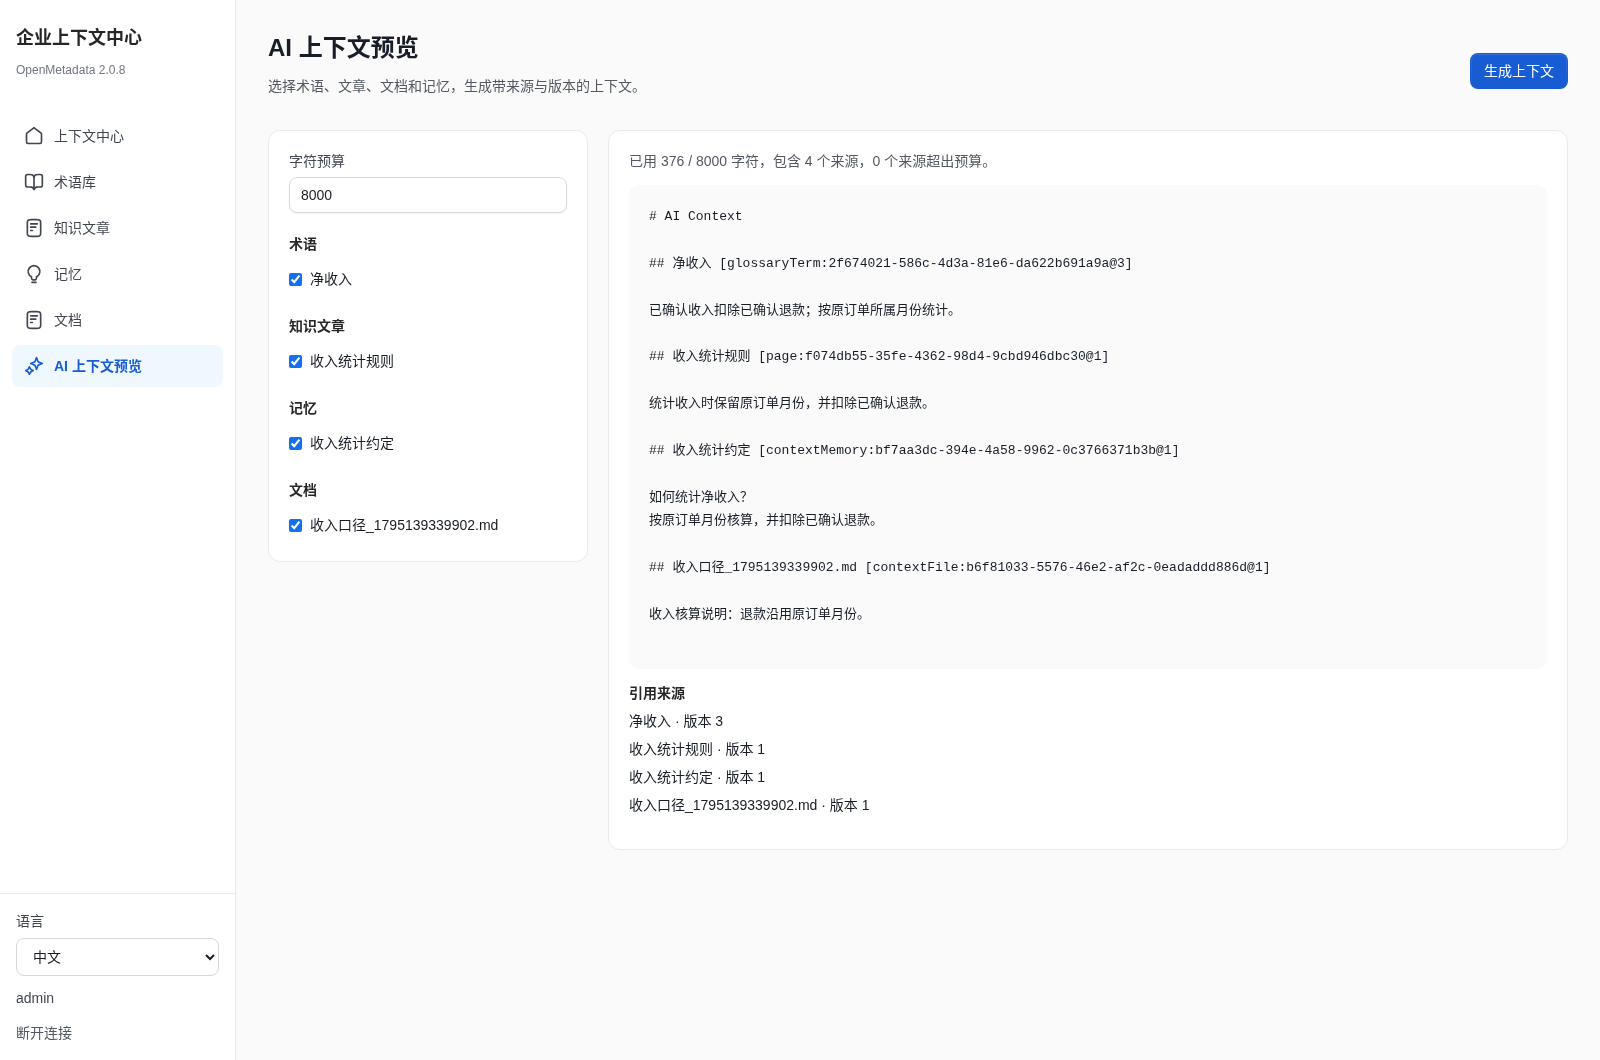 企业上下文中心
OpenMetadata 2.0.8
上下文中心
术语库
知识文章
记忆
文档
AI 上下文预览
语言
中文
admin
断开连接
AI 上下文预览
选择术语、文章、文档和记忆，生成带来源与版本的上下文。
生成上下文
字符预算
8000
术语
净收入
知识文章
收入统计规则
记忆
收入统计约定
文档
收入口径_1795139339902.md
已用 376 / 8000 字符，包含 4 个来源，0 个来源超出预算。
# AI Context
## 净收入 [glossaryTerm:2f674021-586c-4d3a-81e6-da622b691a9a@3]
已确认收入扣除已确认退款；按原订单所属月份统计。
## 收入统计规则 [page:f074db55-35fe-4362-98d4-9cbd946dbc30@1]
统计收入时保留原订单月份，并扣除已确认退款。
## 收入统计约定 [contextMemory:bf7aa3dc-394e-4a58-9962-0c3766371b3b@1]
如何统计净收入？
按原订单月份核算，并扣除已确认退款。
## 收入口径_1795139339902.md [contextFile:b6f81033-5576-46e2-af2c-0eadaddd886d@1]
收入核算说明：退款沿用原订单月份。
引用来源
净收入 · 版本 3
收入统计规则 · 版本 1
收入统计约定 · 版本 1
收入口径_1795139339902.md · 版本 1